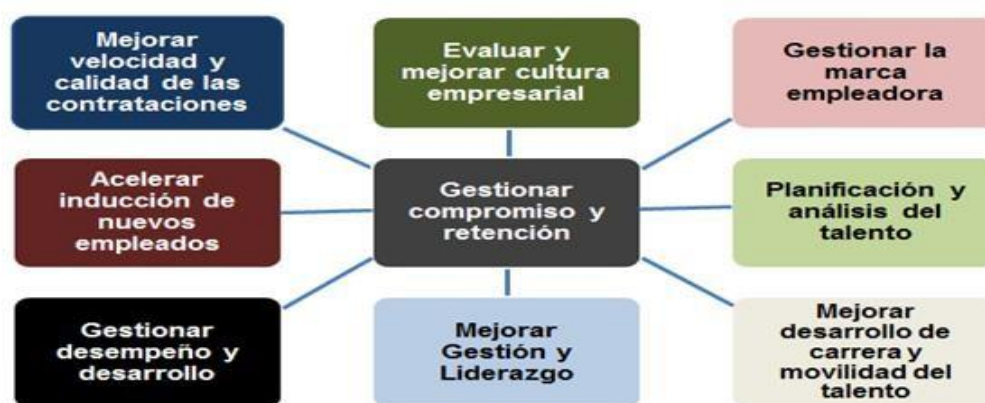 Mejorar
velocidad y
calidad de las
contrataciones
Evaluar y
mejorar cultura
empresarial
Gestionar la
marca
empleadora
Acelerar
inducción de
nuevos
empleados
Gestionar
compromiso y
retención
Planificación y
análisis del
talento
Gestionar
desempeño y
desarrollo
Mejorar
Gestión y
Liderazgo
Mejorar
desarrollo de
carrera y
movilidad del
talento